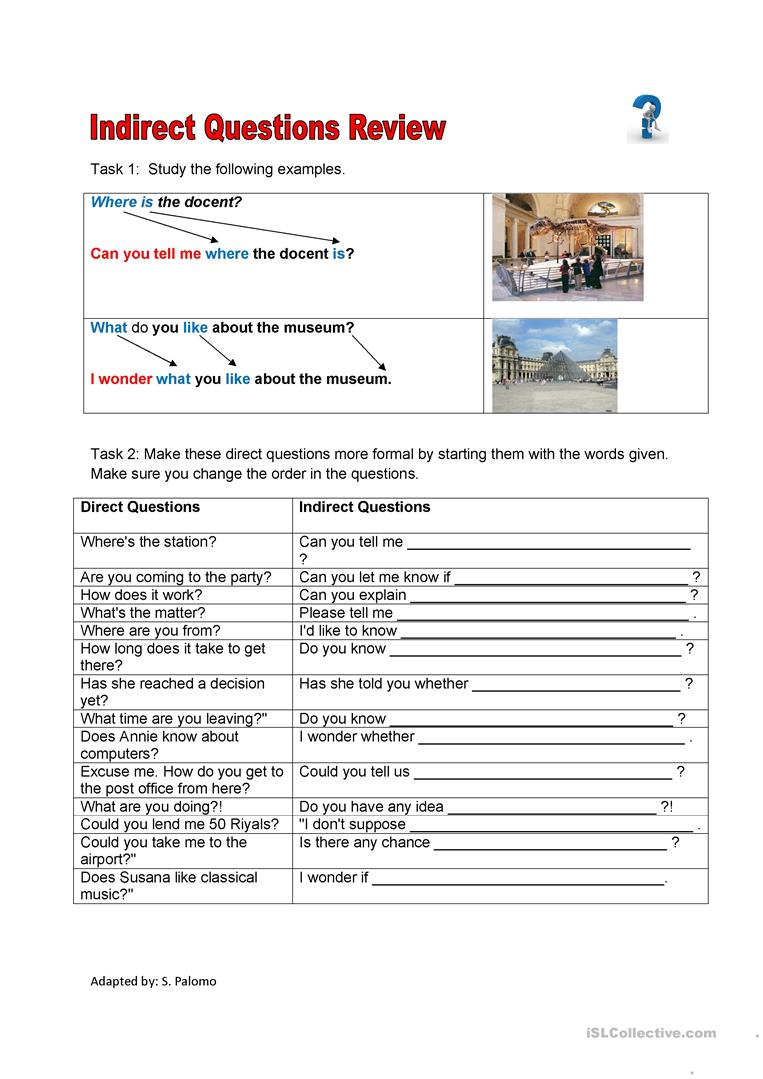 Indirect Questions Review
Task 1:  Study the following examples.
Where is the docent?
Can you tell me where the docent is?
What do you like about the museum?
I wonder what you like about the museum.
Task 2: Make these direct questions more formal by starting them with the words given.
Make sure you change the order in the questions.
Direct Questions
Indirect Questions
Where's the station?
Can you tell me __________________________________
?
Are you coming to the party?
Can you let me know if ____________________________ ?
How does it work?
Can you explain _________________________________ ?
What's the matter?
Please tell me ___________________________________ .
Where are you from?
I'd like to know _________________________________ .
How long does it take to get
there?
Do you know ___________________________________ ?
Has she reached a decision
yet?
Has she told you whether _________________________ ?
What time are you leaving?"
Do you know __________________________________ ?
Does Annie know about
computers?
I wonder whether ________________________________ .
Excuse me. How do you get to
the post office from here?
Could you tell us _______________________________ ?
What are you doing?!
Do you have any idea _________________________ ?!
Could you lend me 50 Riyals?
"I don't suppose __________________________________ .
Could you take me to the
airport?"
Is there any chance ____________________________ ?
Does Susana like classical
music?"
I wonder if ___________________________________.
Adapted by: S. Palomo
iSLCollective.com